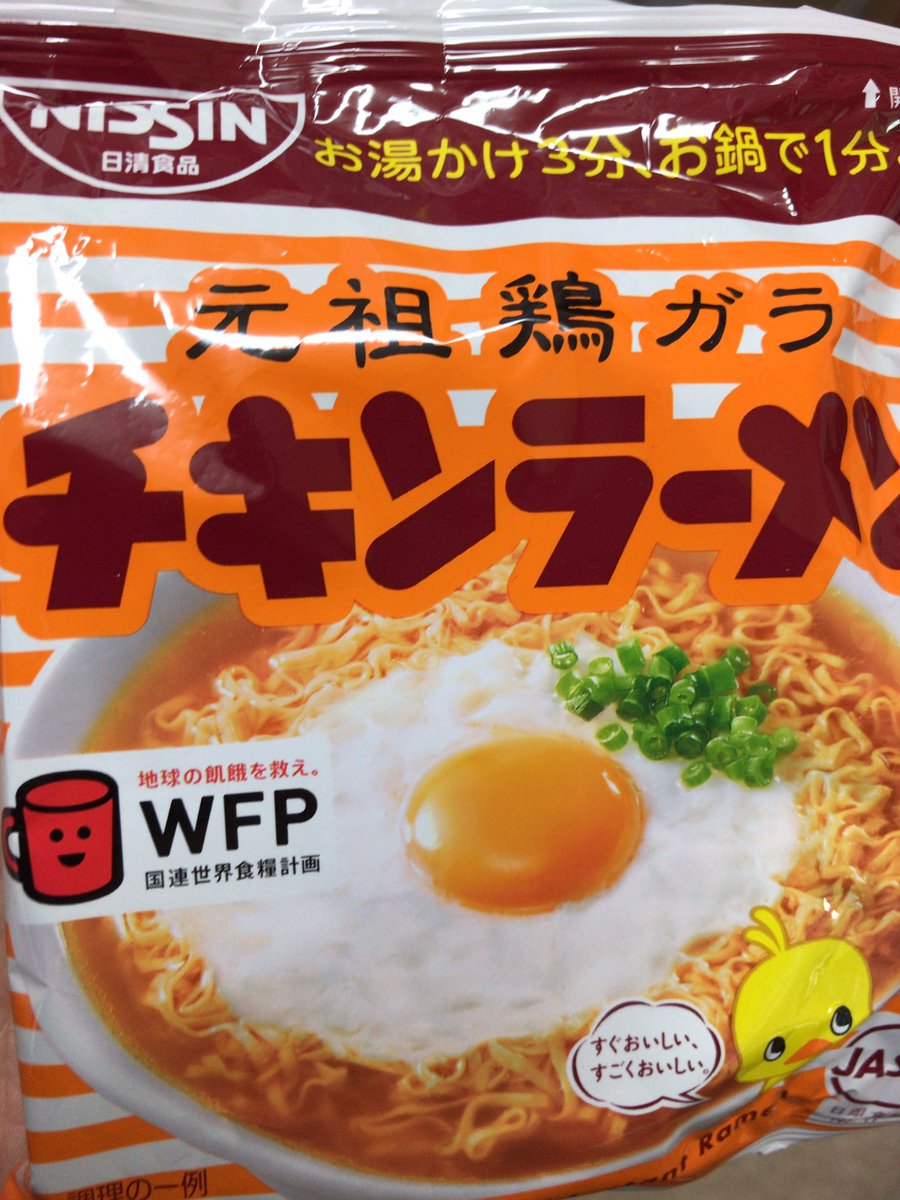 NISSIN
日清食品
お湯かけ3分、お鍋で1分
元祖鶏ガラ
チキンラーメン
地球の飢餓を救え。
WFP
国連世界食糧計画
すぐおいしい、
すごくおいしい。
JAS
調理の一例